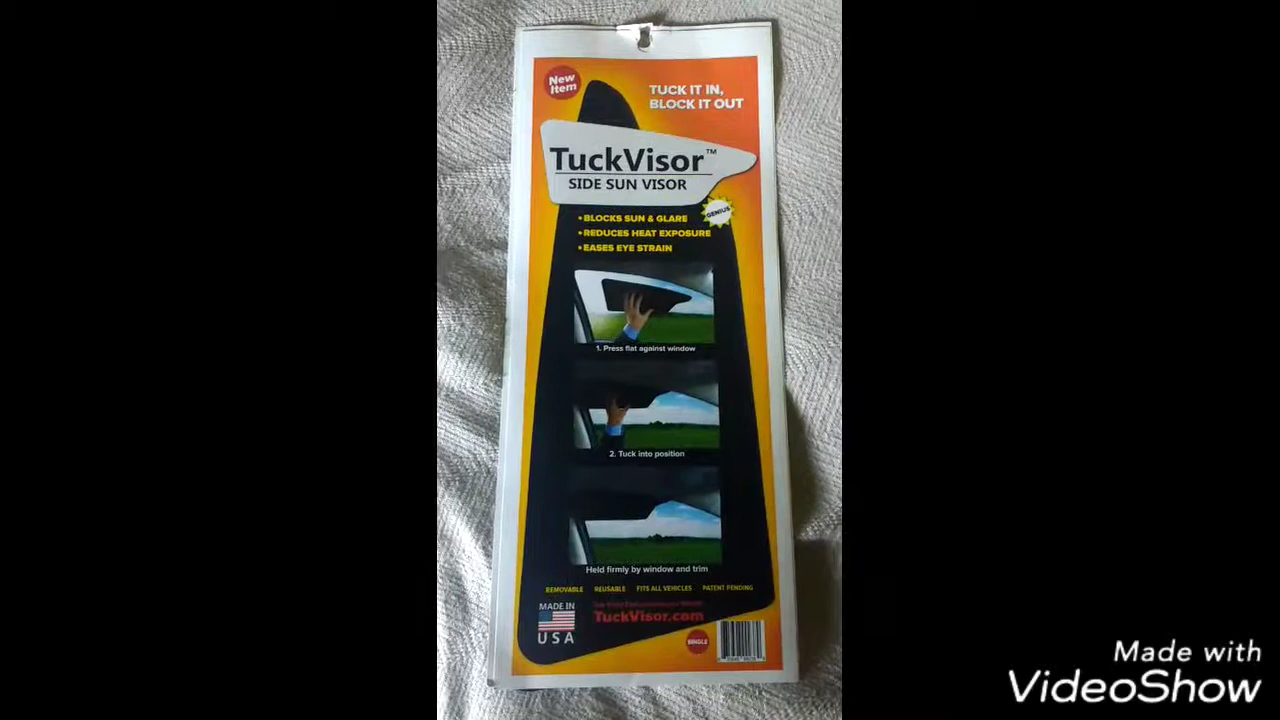 New
Item
TUCK IT IN,
BLOCK IT OUT
TuckVisor™
SIDE SUN VISOR
GENIUS
• BLOCKS SUN & GLARE
• REDUCES HEAT EXPOSURE
• EASES EYE STRAIN
1. Press flat against window
2. Tuck into position
Held firmly by window and trim
REMOVABLE REUSABLE FITS ALL VEHICLES PATENT PENDING
MADE IN
USA
TuckVisor.com
SINGLE
Made with
VideoShow